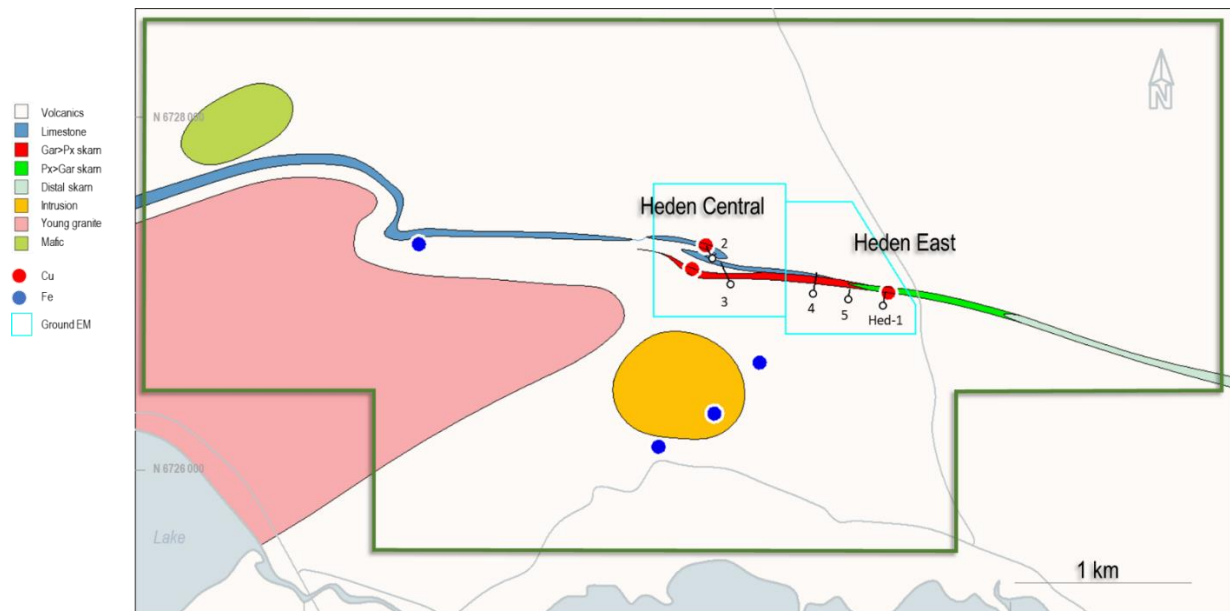 Volcanics
Limestone
Gar>Px skarn
Px>Gar skarn
Distal skarn
Intrusion
Young granite
Mafic
Cu
Fe
Ground EM
N 6728 000
N
Heden Central
Heden East
2
3
4
5
Hed-1
N 6726 000
Lake
1 km